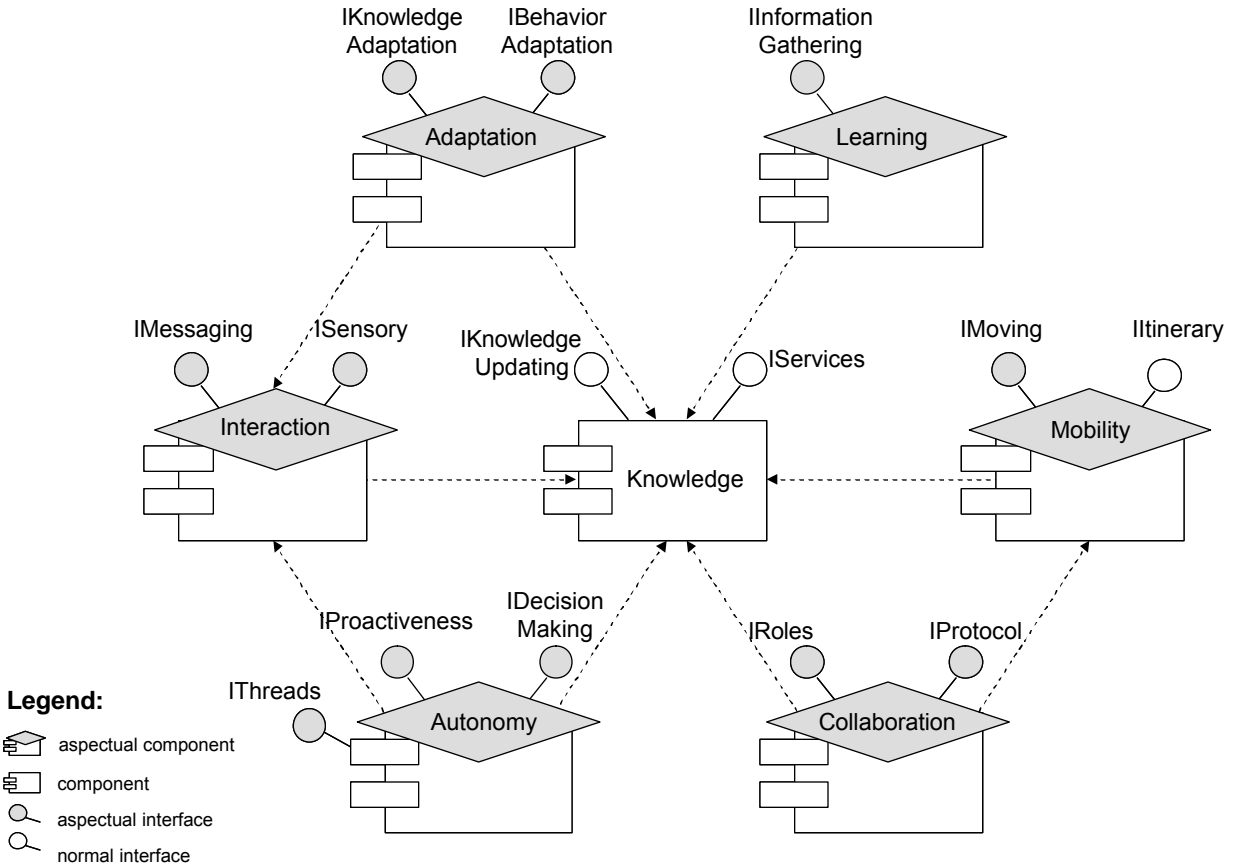 IKnowledge
Adaptation
IBehavior
Adaptation
IInformation
Gathering
Adaptation
Learning
IMessaging
ISensory
IKnowledge
Updating
IServices
IMoving
IItinerary
Interaction
Knowledge
Mobility
IProactiveness
IDecision
Making
IRoles
IProtocol
IThreads
Autonomy
Collaboration
Legend:
aspectual component
component
aspectual interface
normal interface